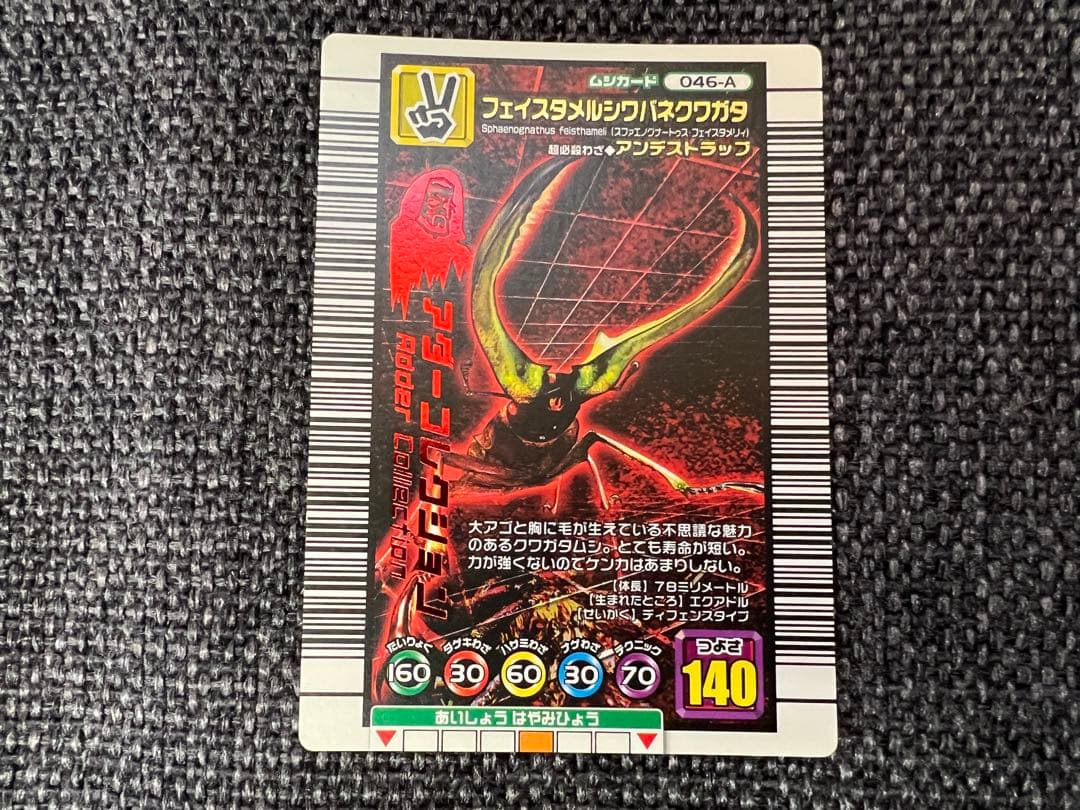 ムシカード 046-A
フェイスタメルシワバネクワガタ
Sphaenognathus feisthameli (スファエノグナートゥス・フェイスタメリィ)
超必殺わざ◆アンデストラップ
アダーコレクション
Adder Collection
大アゴと胸に毛が生えている不思議な魅力
のあるクワガタムシ。とても寿命が短い。
力が強くないのでケンカはあまりしない。
【体長】78ミリメートル
【生まれたところ】エクアドル
【せいかく】ディフェンスタイプ
たいりょく ダゲキわざ ハサミわざ ナゲわざ テクニック
160 30 60 30 70
つよさ
140
あいしょう はやみひょう